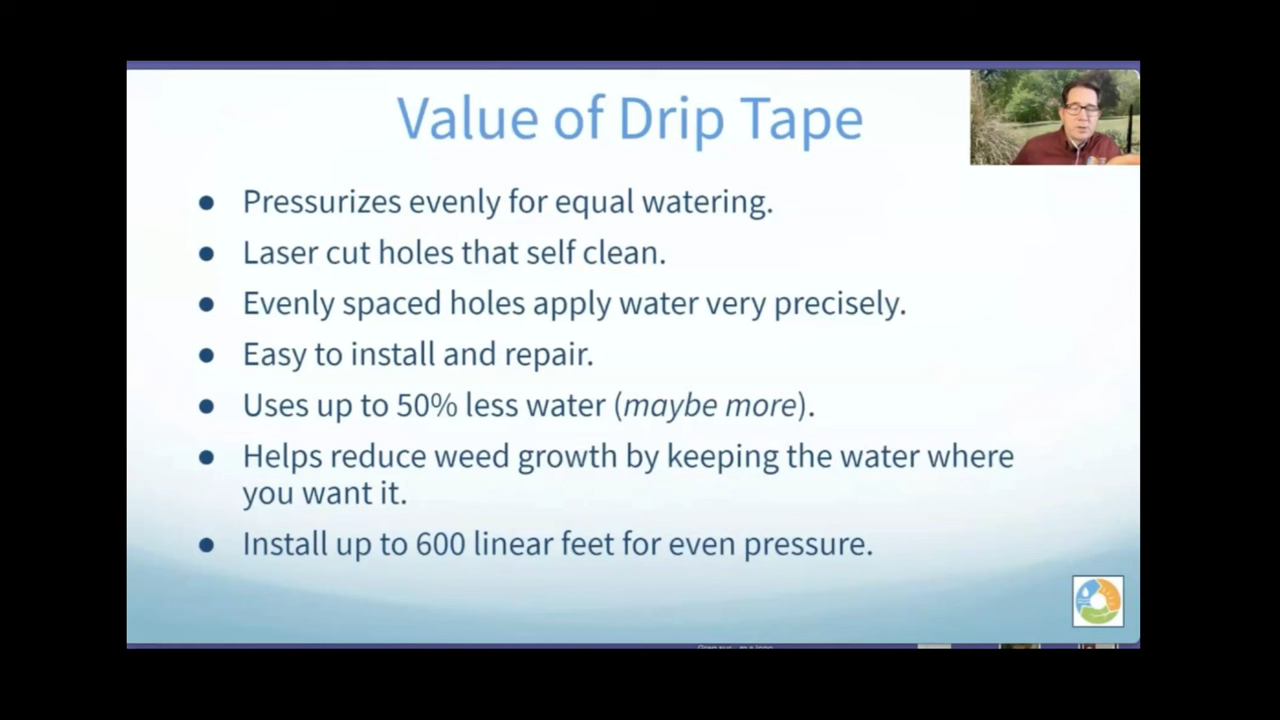 Value of Drip Tape
● Pressurizes evenly for equal watering.
● Laser cut holes that self clean.
● Evenly spaced holes apply water very precisely.
● Easy to install and repair.
● Uses up to 50% less water (maybe more).
● Helps reduce weed growth by keeping the water where
you want it.
● Install up to 600 linear feet for even pressure.